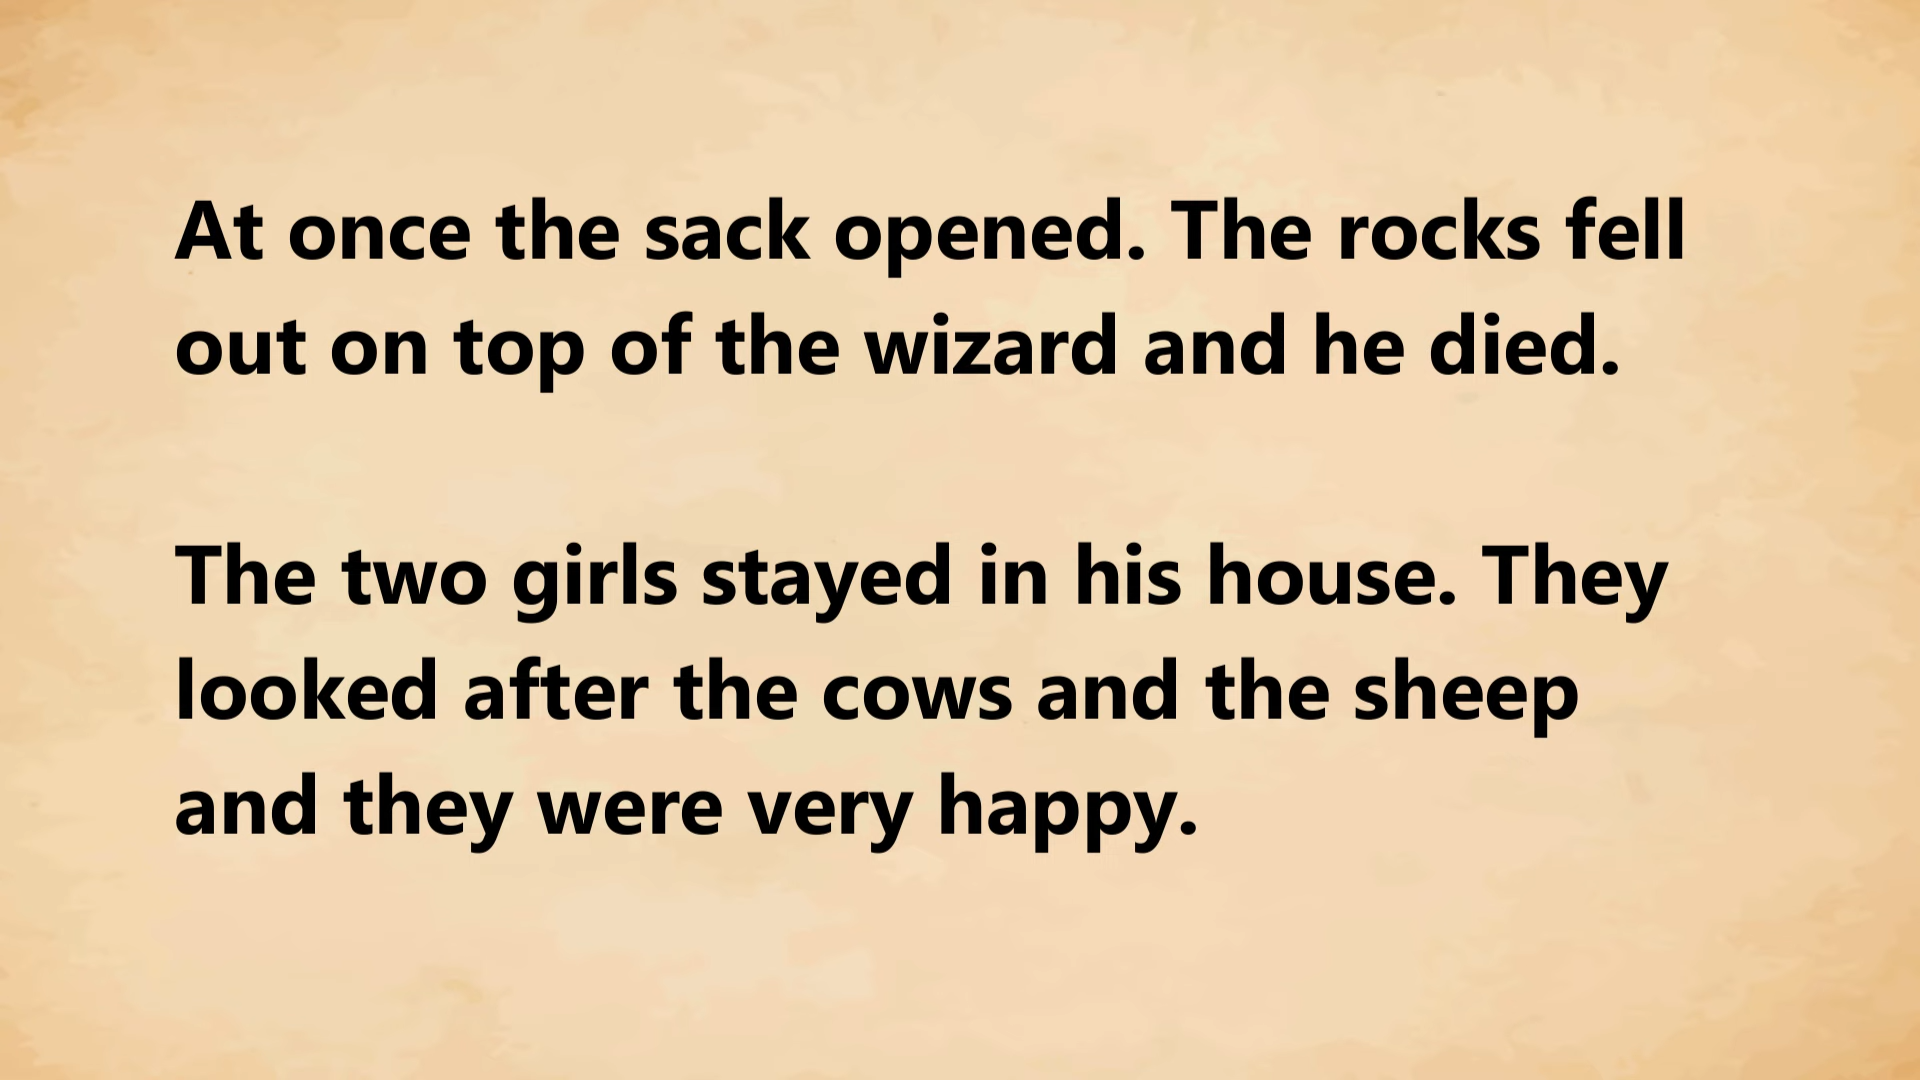 At once the sack opened. The rocks fell
out on top of the wizard and he died.
The two girls stayed in his house. They
looked after the cows and the sheep
and they were very happy.